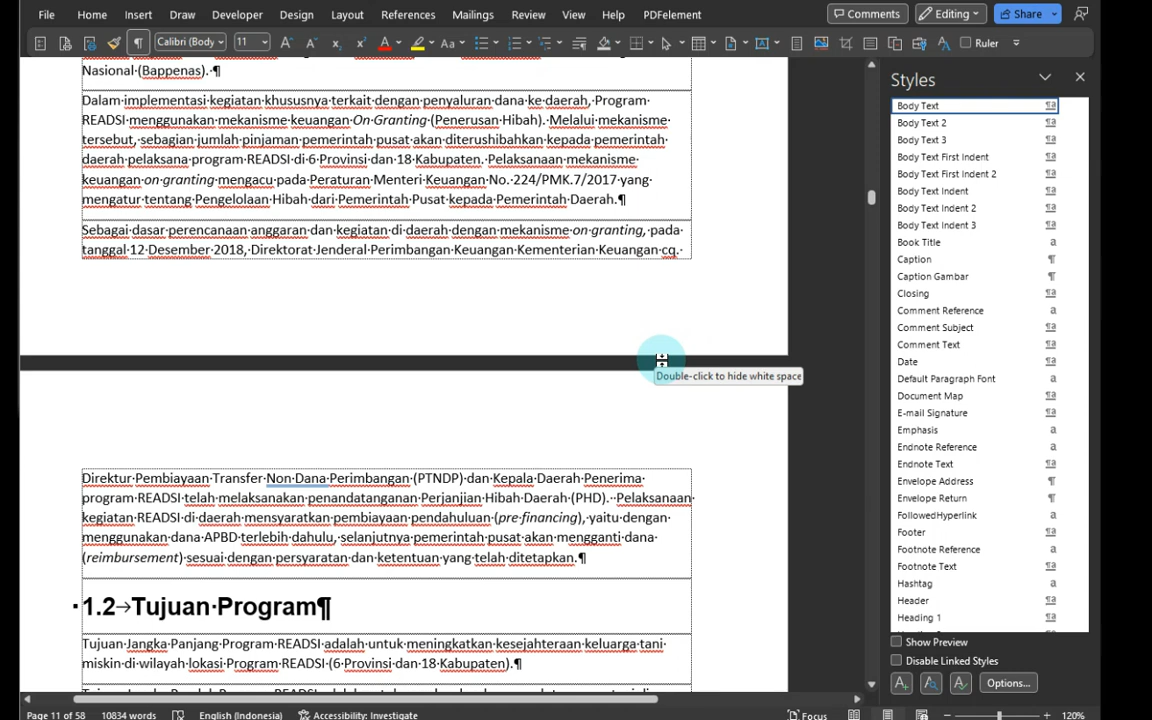 File Home Insert Draw Developer Design Layout References Mailings Review View Help PDFelement Comments Editing Share
Calibri (Body) 11 Aa Ruler
Nasional·(Bappenas).·¶
Dalam·implementasi·kegiatan·khususnya·terkait·dengan·penyaluran·dana·ke·daerah,·Program·
READSI·menggunakan·mekanisme·keuangan·On-Granting·(Penerusan·Hibah).·Melalui·mekanisme·
tersebut,·sebagian·jumlah·pinjaman·pemerintah·pusat·akan·diterushibahkan·kepada·pemerintah·
daerah·pelaksana·program·READSI·di·6·Provinsi·dan·18·Kabupaten.·Pelaksanaan·mekanisme·
keuangan·on-granting·mengacu·pada·Peraturan·Menteri·Keuangan·No.·224/PMK.7/2017·yang·
mengatur·tentang·Pengelolaan·Hibah·dari·Pemerintah·Pusat·kepada·Pemerintah·Daerah.¶
Sebagai·dasar·perencanaan·anggaran·dan·kegiatan·di·daerah·dengan·mekanisme·on-granting,·pada·
tanggal·12·Desember·2018,·Direktorat·Jenderal·Perimbangan·Keuangan·Kementerian·Keuangan·cq.·
Double-click to hide white space
Direktur·Pembiayaan·Transfer·Non·Dana·Perimbangan·(PTNDP)·dan·Kepala·Daerah·Penerima·
program·READSI·telah·melaksanakan·penandatanganan·Perjanjian·Hibah·Daerah·(PHD).··Pelaksanaan·
kegiatan·READSI·di·daerah·mensyaratkan·pembiayaan·pendahuluan·(pre-financing),·yaitu·dengan·
menggunakan·dana·APBD·terlebih·dahulu,·selanjutnya·pemerintah·pusat·akan·mengganti·dana·
(reimbursement)·sesuai·dengan·persyaratan·dan·ketentuan·yang·telah·ditetapkan.¶
1.2→Tujuan·Program¶
Tujuan·Jangka·Panjang·Program·READSI·adalah·untuk·meningkatkan·kesejahteraan·keluarga·tani·
miskin·di·wilayah·lokasi·Program·READSI·(6·Provinsi·dan·18·Kabupaten).¶
Styles
Body Text
Body Text 2
Body Text 3
Body Text First Indent
Body Text First Indent 2
Body Text Indent
Body Text Indent 2
Body Text Indent 3
Book Title
Caption
Caption Gambar
Closing
Comment Reference
Comment Subject
Comment Text
Date
Default Paragraph Font
Document Map
E-mail Signature
Emphasis
Endnote Reference
Endnote Text
Envelope Address
Envelope Return
FollowedHyperlink
Footer
Footnote Reference
Footnote Text
Hashtag
Header
Heading 1
Show Preview
Disable Linked Styles
Options...
Page 11 of 58 10834 words English (Indonesia) Accessibility: Investigate Focus 120%